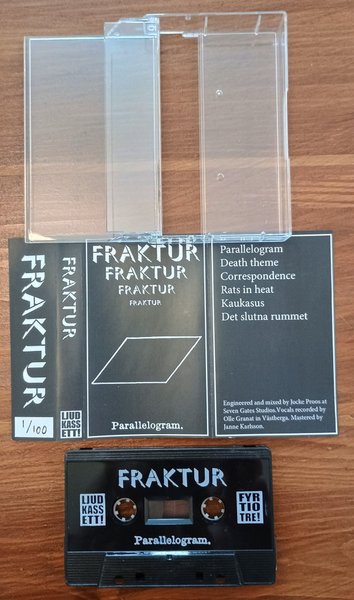 FRAKTUR
1/100
FRAKTUR
LJUD
KASS
ETT!
FRAKTUR
FRAKTUR
FRAKTUR
FRAKTUR
Parallelogram.
Parallelogram
Death theme
Correspondence
Rats in heat
Kaukasus
Det slutna rummet
Engineered and mixed by Jocke Proos at
Seven Gates Studios.Vocals recorded by
Olle Granat in Västberga. Mastered by
Janne Karlsson.
FRAKTUR
LJUD
KASS
ETT!
FYR
TIO
TRE!
Parallelogram.